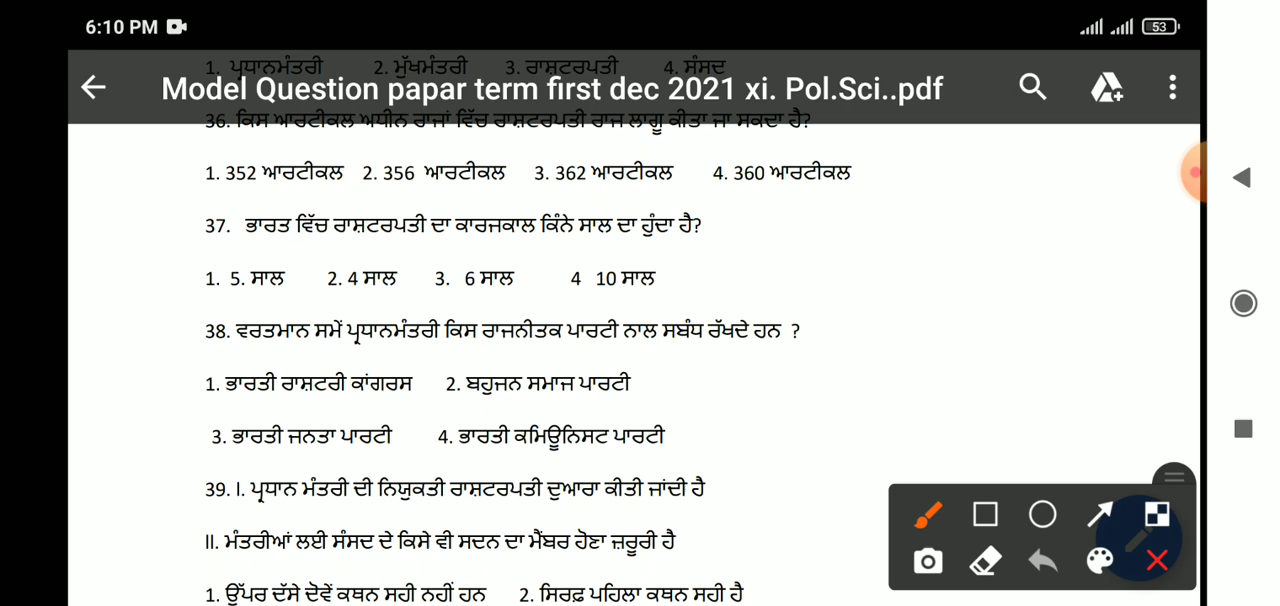 6:10 PM 53
1. ਪ੍ਰਧਾਨਮੰਤਰੀ 2. ਮੁੱਖਮੰਤਰੀ 3. ਰਾਸ਼ਟਰਪਤੀ 4. ਸੰਸਦ
Model Question papar term first dec 2021 xi. Pol.Sci..pdf
36. ਕਿਸ ਆਰਟੀਕਲ ਅਧੀਨ ਰਾਜਾਂ ਵਿੱਚ ਰਾਸ਼ਟਰਪਤੀ ਰਾਜ ਲਾਗੂ ਕੀਤਾ ਜਾ ਸਕਦਾ ਹੈ?
1. 352 ਆਰਟੀਕਲ 2. 356 ਆਰਟੀਕਲ 3. 362 ਆਰਟੀਕਲ 4. 360 ਆਰਟੀਕਲ
37. ਭਾਰਤ ਵਿੱਚ ਰਾਸ਼ਟਰਪਤੀ ਦਾ ਕਾਰਜਕਾਲ ਕਿੰਨੇ ਸਾਲ ਦਾ ਹੁੰਦਾ ਹੈ?
1. 5. ਸਾਲ 2. 4 ਸਾਲ 3. 6 ਸਾਲ 4 10 ਸਾਲ
38. ਵਰਤਮਾਨ ਸਮੇਂ ਪ੍ਰਧਾਨਮੰਤਰੀ ਕਿਸ ਰਾਜਨੀਤਕ ਪਾਰਟੀ ਨਾਲ ਸਬੰਧ ਰੱਖਦੇ ਹਨ ?
1. ਭਾਰਤੀ ਰਾਸ਼ਟਰੀ ਕਾਂਗਰਸ 2. ਬਹੁਜਨ ਸਮਾਜ ਪਾਰਟੀ
3. ਭਾਰਤੀ ਜਨਤਾ ਪਾਰਟੀ 4. ਭਾਰਤੀ ਕਮਿਊਨਿਸਟ ਪਾਰਟੀ
39. I. ਪ੍ਰਧਾਨ ਮੰਤਰੀ ਦੀ ਨਿਯੁਕਤੀ ਰਾਸ਼ਟਰਪਤੀ ਦੁਆਰਾ ਕੀਤੀ ਜਾਂਦੀ ਹੈ
II. ਮੰਤਰੀਆਂ ਲਈ ਸੰਸਦ ਦੇ ਕਿਸੇ ਵੀ ਸਦਨ ਦਾ ਮੈਂਬਰ ਹੋਣਾ ਜ਼ਰੂਰੀ ਹੈ
1. ਉੱਪਰ ਦੱਸੇ ਦੋਵੇਂ ਕਥਨ ਸਹੀ ਨਹੀਂ ਹਨ 2. ਸਿਰਫ਼ ਪਹਿਲਾ ਕਥਨ ਸਹੀ ਹੈ